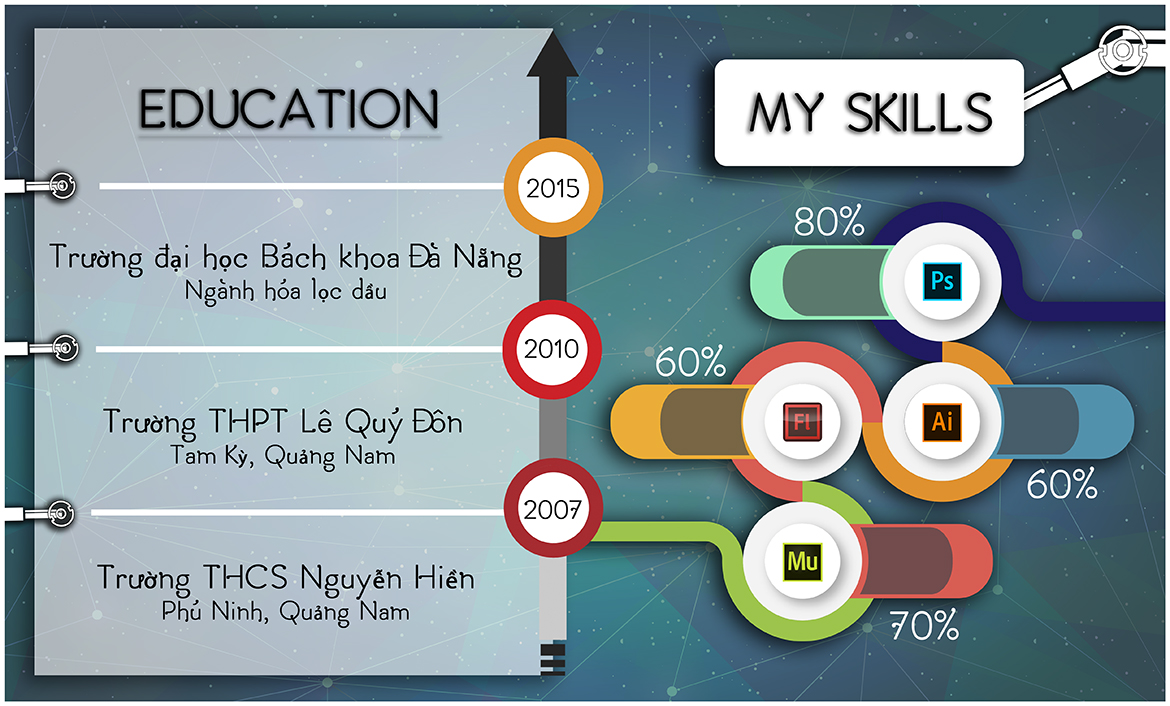 EDUCATION
2015
Trường đại học Bách khoa Đà Nẵng
Ngành hóa lọc dầu
2010
Trường THPT Lê Quý Đôn
Tam Kỳ, Quảng Nam
2007
Trường THCS Nguyễn Hiền
Phú Ninh, Quảng Nam
MY SKILLS
80%
Ps
60%
Fl
Ai
60%
Mu
70%